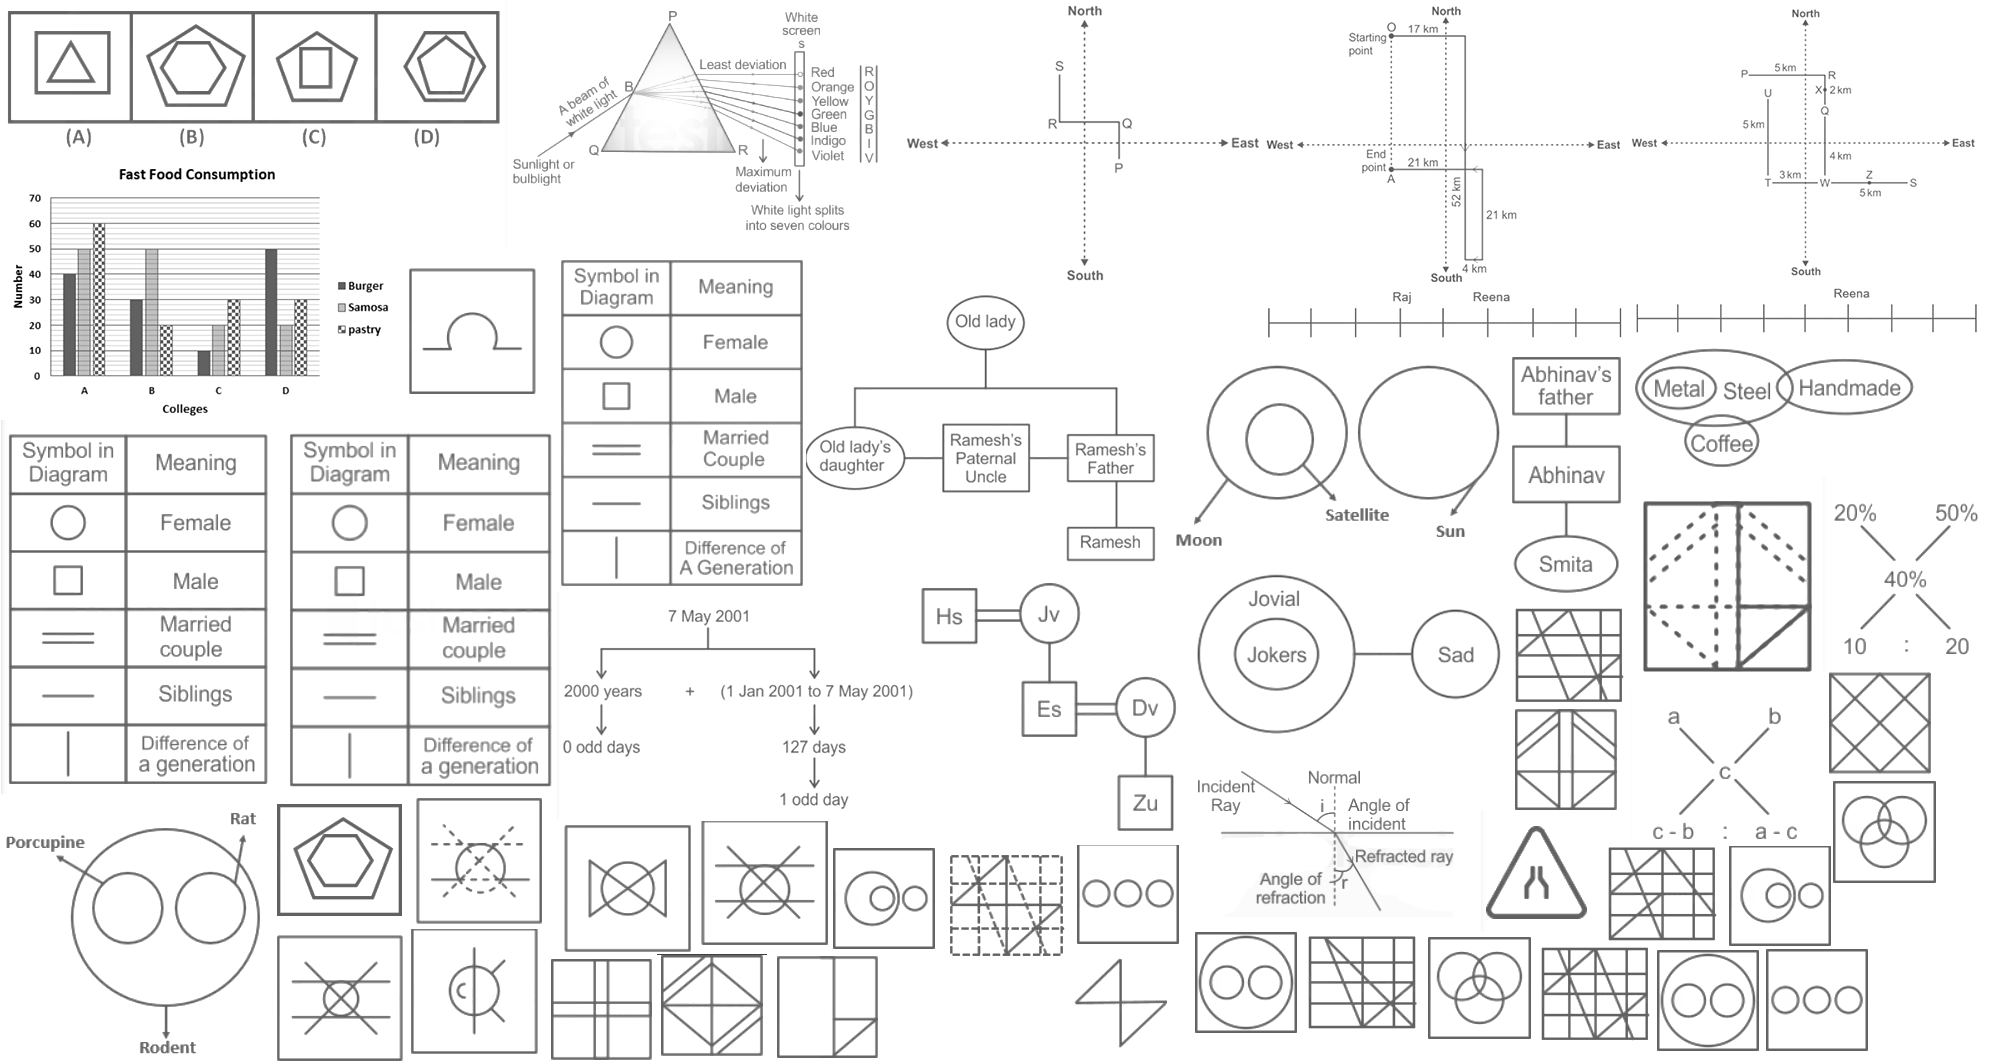 (A)
(B)
(C)
(D)
Fast Food Consumption
70
60
50
40
30
20
10
0
Number
A
B
C
D
Colleges
Burger
Samosa
pastry
P
White
screen
S
Least deviation
A beam of
white light
B
Red
Orange
Yellow
Green
Blue
Indigo
Violet
R
O
Y
G
B
I
V
Q
R
Sunlight or
bulblight
Maximum
deviation
White light splits
into seven colours
North
S
R
Q
West
East
P
South
North
O
17 km
Starting
point
West
East
End
point
21 km
A
52 km
21 km
4 km
South
North
5 km
P
R
X
2 km
U
Q
5 km
West
East
4 km
3 km
Z
T
W
S
5 km
South
Raj
Reena
Reena
Symbol in
Diagram
Meaning
Female
Male
Married
Couple
Siblings
Difference of
A Generation
Old lady
Old lady's
daughter
Ramesh's
Paternal
Uncle
Ramesh's
Father
Ramesh
Satellite
Moon
Sun
Abhinav's
father
Abhinav
Smita
Metal
Steel
Handmade
Coffee
Symbol in
Diagram
Meaning
Female
Male
Married
couple
Siblings
Difference of
a generation
Symbol in
Diagram
Meaning
Female
Male
Married
couple
Siblings
Difference of
a generation
7 May 2001
2000 years
+
(1 Jan 2001 to 7 May 2001)
0 odd days
127 days
1 odd day
Hs
Jv
Es
Dv
Zu
Jovial
Jokers
Sad
20%
50%
40%
10 : 20
a
b
c
c - b : a - c
Incident
Ray
Normal
i
Angle of
incident
Refracted ray
Angle of
refraction
r
Porcupine
Rat
Rodent